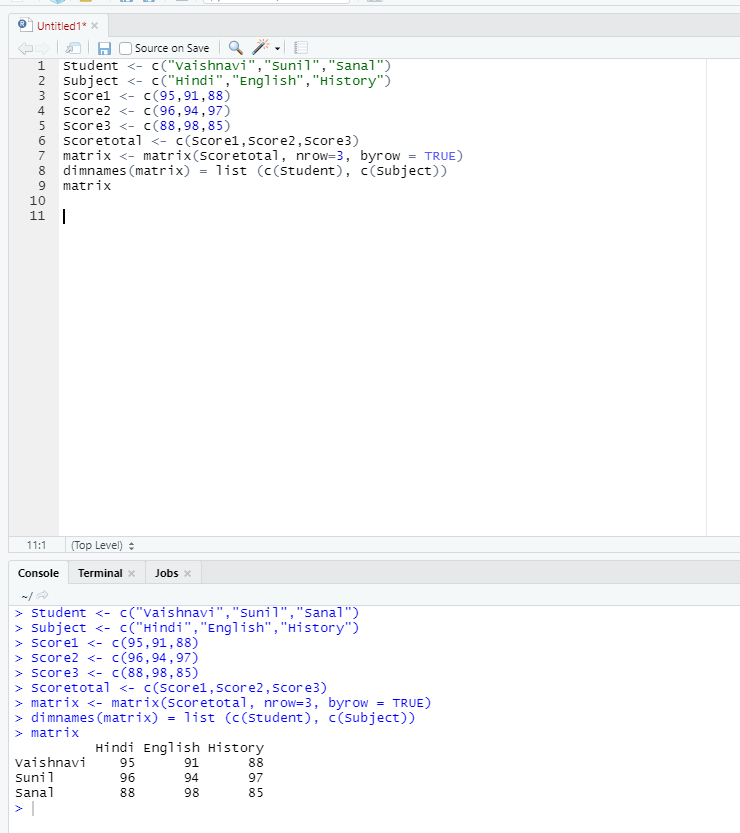 Untitled1*
Source on Save
1 Student <- c("Vaishnavi","Sunil","Sanal")
2 Subject <- c("Hindi","English","History")
3 Score1 <- c(95,91,88)
4 Score2 <- c(96,94,97)
5 Score3 <- c(88,98,85)
6 Scoretotal <- c(Score1,Score2,Score3)
7 matrix <- matrix(Scoretotal, nrow=3, byrow = TRUE)
8 dimnames(matrix) = list (c(Student), c(Subject))
9 matrix
10
11
11:1 (Top Level)
Console Terminal Jobs
~/
> Student <- c("Vaishnavi","Sunil","Sanal")
> Subject <- c("Hindi","English","History")
> Score1 <- c(95,91,88)
> Score2 <- c(96,94,97)
> Score3 <- c(88,98,85)
> Scoretotal <- c(Score1,Score2,Score3)
> matrix <- matrix(Scoretotal, nrow=3, byrow = TRUE)
> dimnames(matrix) = list (c(Student), c(Subject))
> matrix
Hindi English History
Vaishnavi 95 91 88
Sunil 96 94 97
Sanal 88 98 85
>